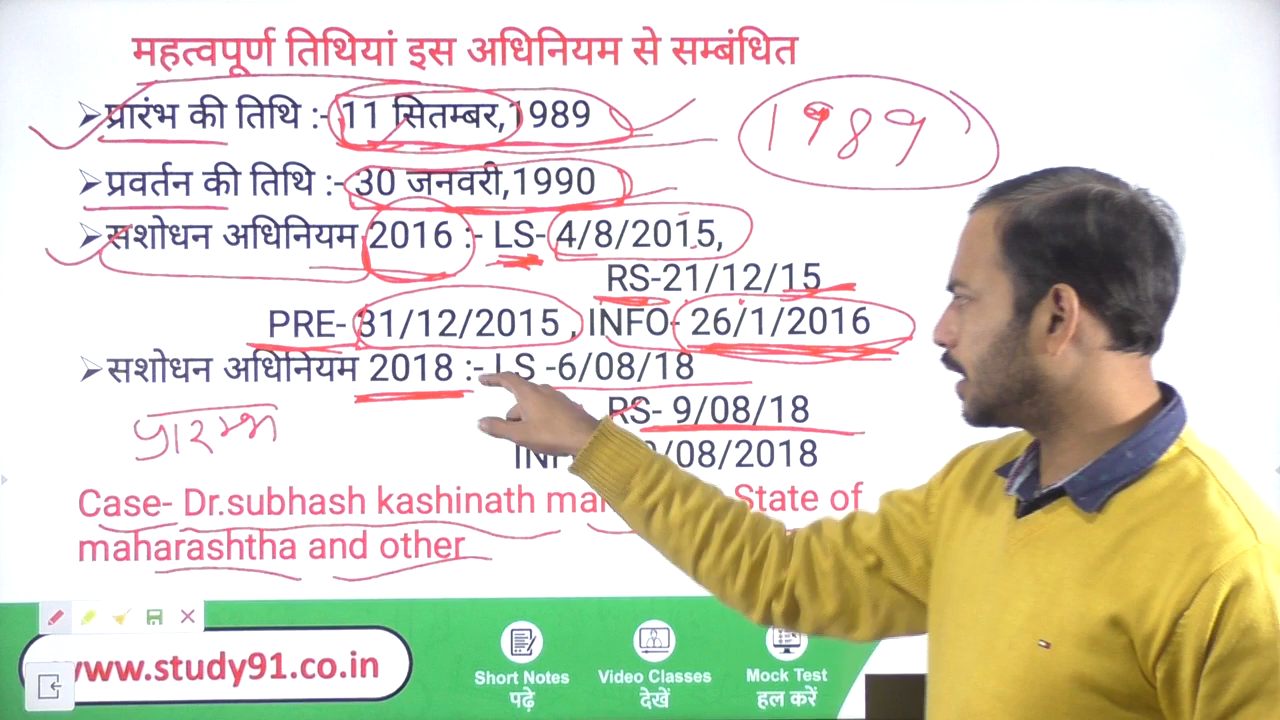 महत्वपूर्ण तिथियां इस अधिनियम से सम्बंधित
➤प्रारंभ की तिथि :- 11 सितम्बर,1989
1989
➤प्रवर्तन की तिथि :- 30 जनवरी,1990
➤सशोधन अधिनियम 2016 :- LS- 4/8/2015,
RS-21/12/15
PRE- 31/12/2015 , INFO- 26/1/2016
➤सशोधन अधिनियम 2018 :- LS -6/08/18
RS- 9/08/18
प्रारम्भ
/08/2018
Case- Dr.subhash kashinath State of
maharashtha and other
www.study91.co.in
Short Notes
पढ़े
Video Classes
देखें
Mock Test
हल करें